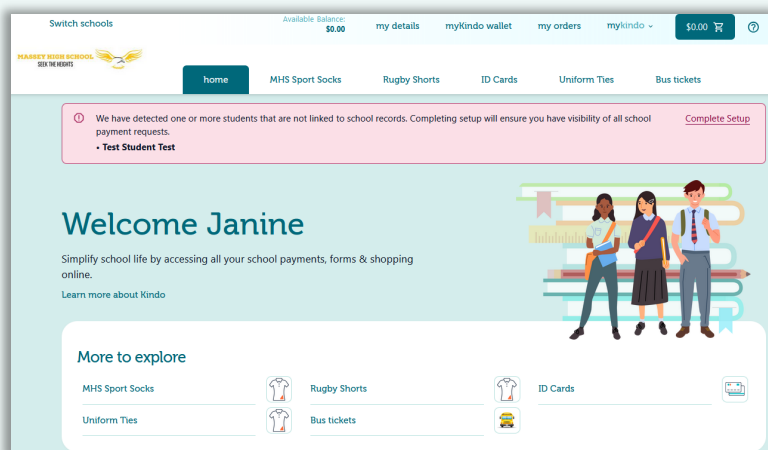 Switch schools
Available Balance:
$0.00
my details
myKindo wallet
my orders
mykindo
$0.00
MASSEY HIGH SCHOOL
SEEK THE HEIGHTS
home
MHS Sport Socks
Rugby Shorts
ID Cards
Uniform Ties
Bus tickets
We have detected one or more students that are not linked to school records. Completing setup will ensure you have visibility of all school
payment requests.
• Test Student Test
Complete Setup
Welcome Janine
Simplify school life by accessing all your school payments, forms & shopping
online.
Learn more about Kindo
More to explore
MHS Sport Socks
Rugby Shorts
ID Cards
Uniform Ties
Bus tickets